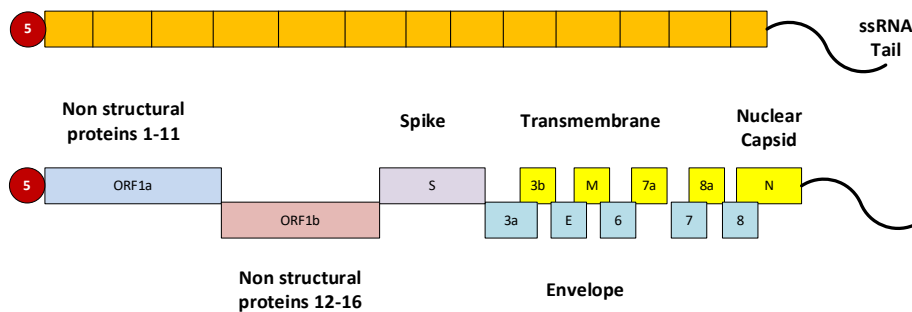 5
ssRNA
Tail
Non structural
proteins 1-11
Spike
Transmembrane
Nuclear
Capsid
5
ORF1a
S
3b
M
7a
8a
N
ORF1b
3a
E
6
7
8
Non structural
proteins 12-16
Envelope